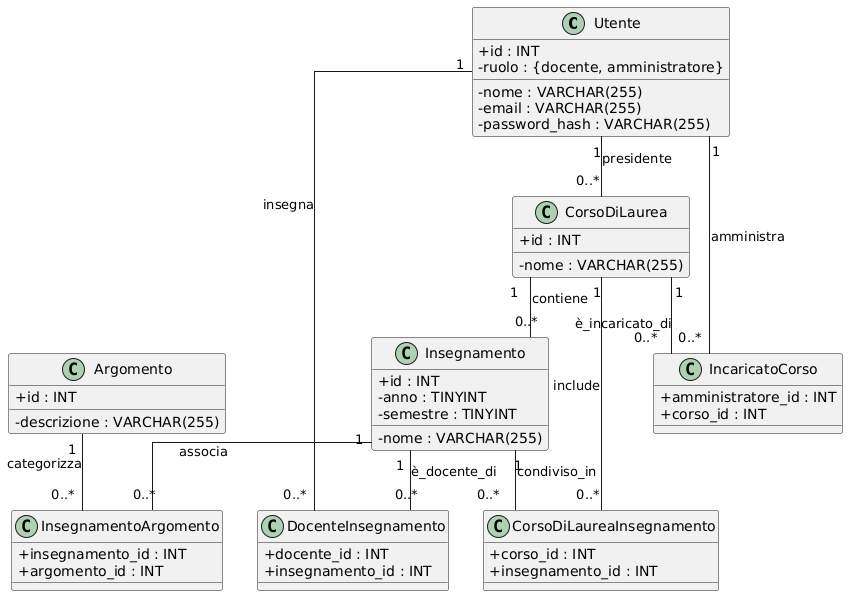 C Utente
+id : INT
-ruolo : {docente, amministratore}
-nome : VARCHAR(255)
-email : VARCHAR(255)
-password_hash : VARCHAR(255)
1
1
presidente
0..*
1
insegna
amministra
C CorsoDiLaurea
+id : INT
-nome : VARCHAR(255)
1
contiene
0..*
1
include
0..*
1
è_incaricato_di
0..*
0..*
C Argomento
+id : INT
-descrizione : VARCHAR(255)
C Insegnamento
+id : INT
-anno : TINYINT
-semestre : TINYINT
-nome : VARCHAR(255)
C IncaricatoCorso
+amministratore_id : INT
+corso_id : INT
1
categorizza
0..*
1
associa
0..*
0..*
1
è_docente_di
0..*
1
condiviso_in
0..*
C InsegnamentoArgomento
+insegnamento_id : INT
+argomento_id : INT
C DocenteInsegnamento
+docente_id : INT
+insegnamento_id : INT
C CorsoDiLaureaInsegnamento
+corso_id : INT
+insegnamento_id : INT